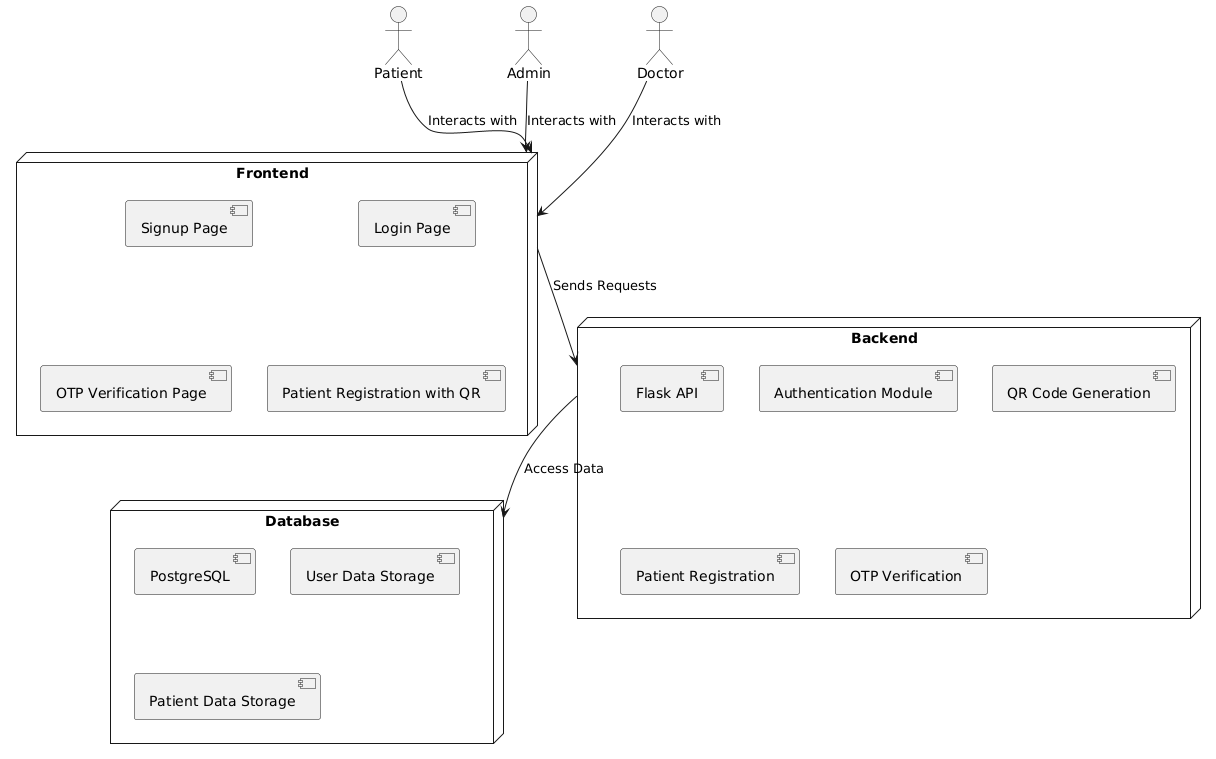 Patient
Admin
Doctor
Interacts with
Interacts with
Interacts with
Frontend
Signup Page
Login Page
Sends Requests
OTP Verification Page
Patient Registration with QR
Backend
Flask API
Authentication Module
QR Code Generation
Access Data
Patient Registration
OTP Verification
Database
PostgreSQL
User Data Storage
Patient Data Storage